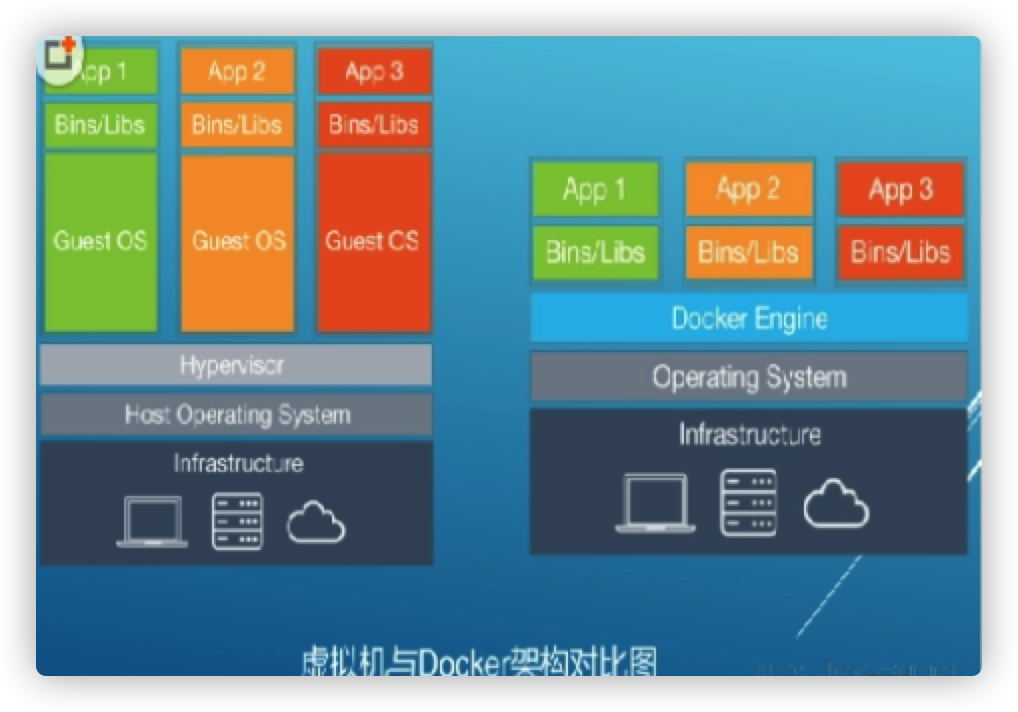 App 1 App 2 App 3
Bins/Libs Bins/Libs Bins/Libs
Guest OS Guest OS Guest OS
Hypervisor
Host Operating System
Infrastructure
App 1 App 2 App 3
Bins/Libs Bins/Libs Bins/Libs
Docker Engine
Operating System
Infrastructure
虚拟机与Docker架构对比图